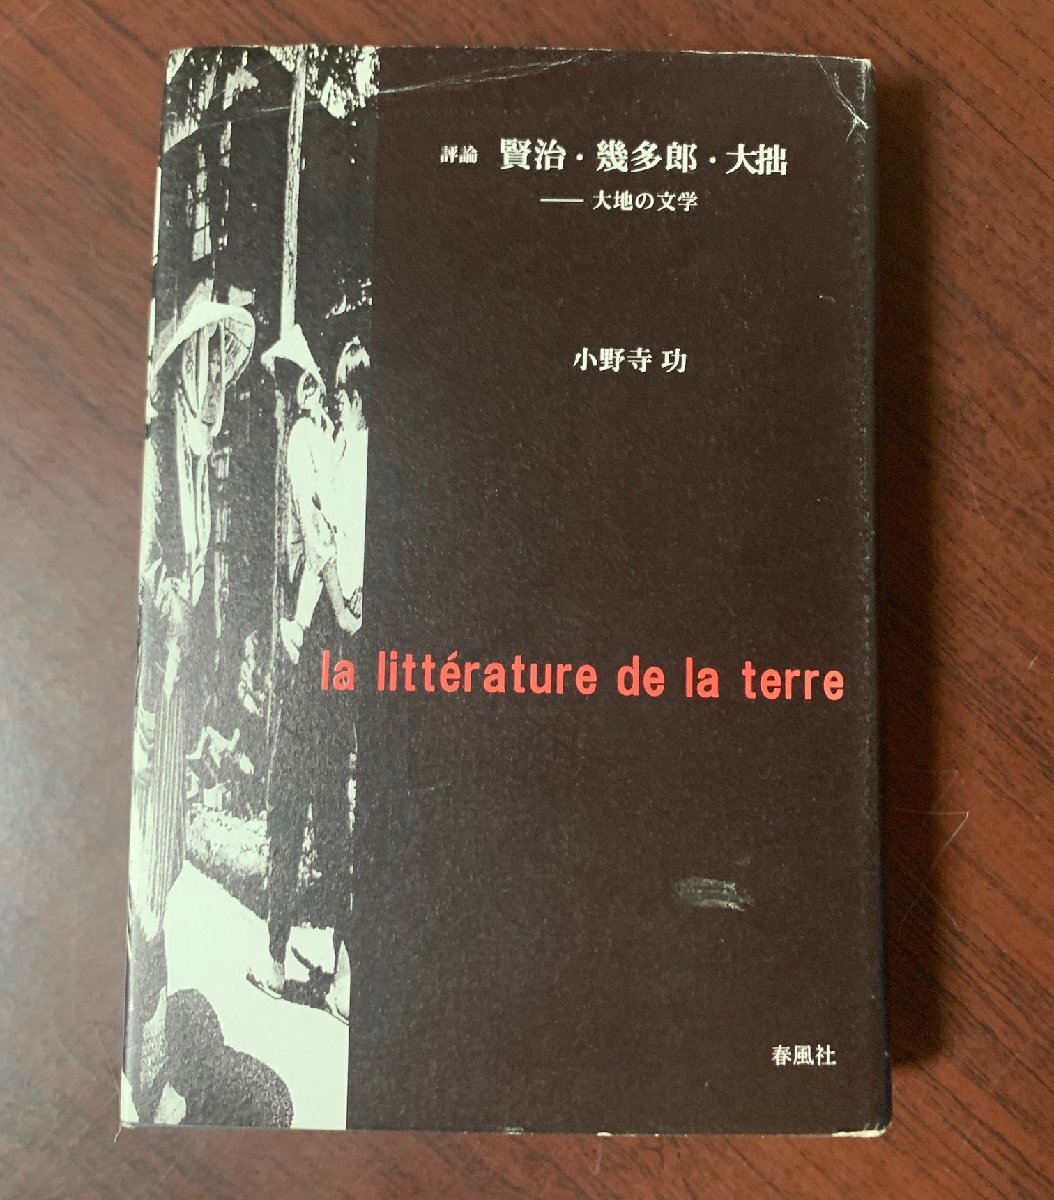 評論 賢治・幾多郎・大拙
── 大地の文学
小野寺 功
la littérature de la terre
春風社